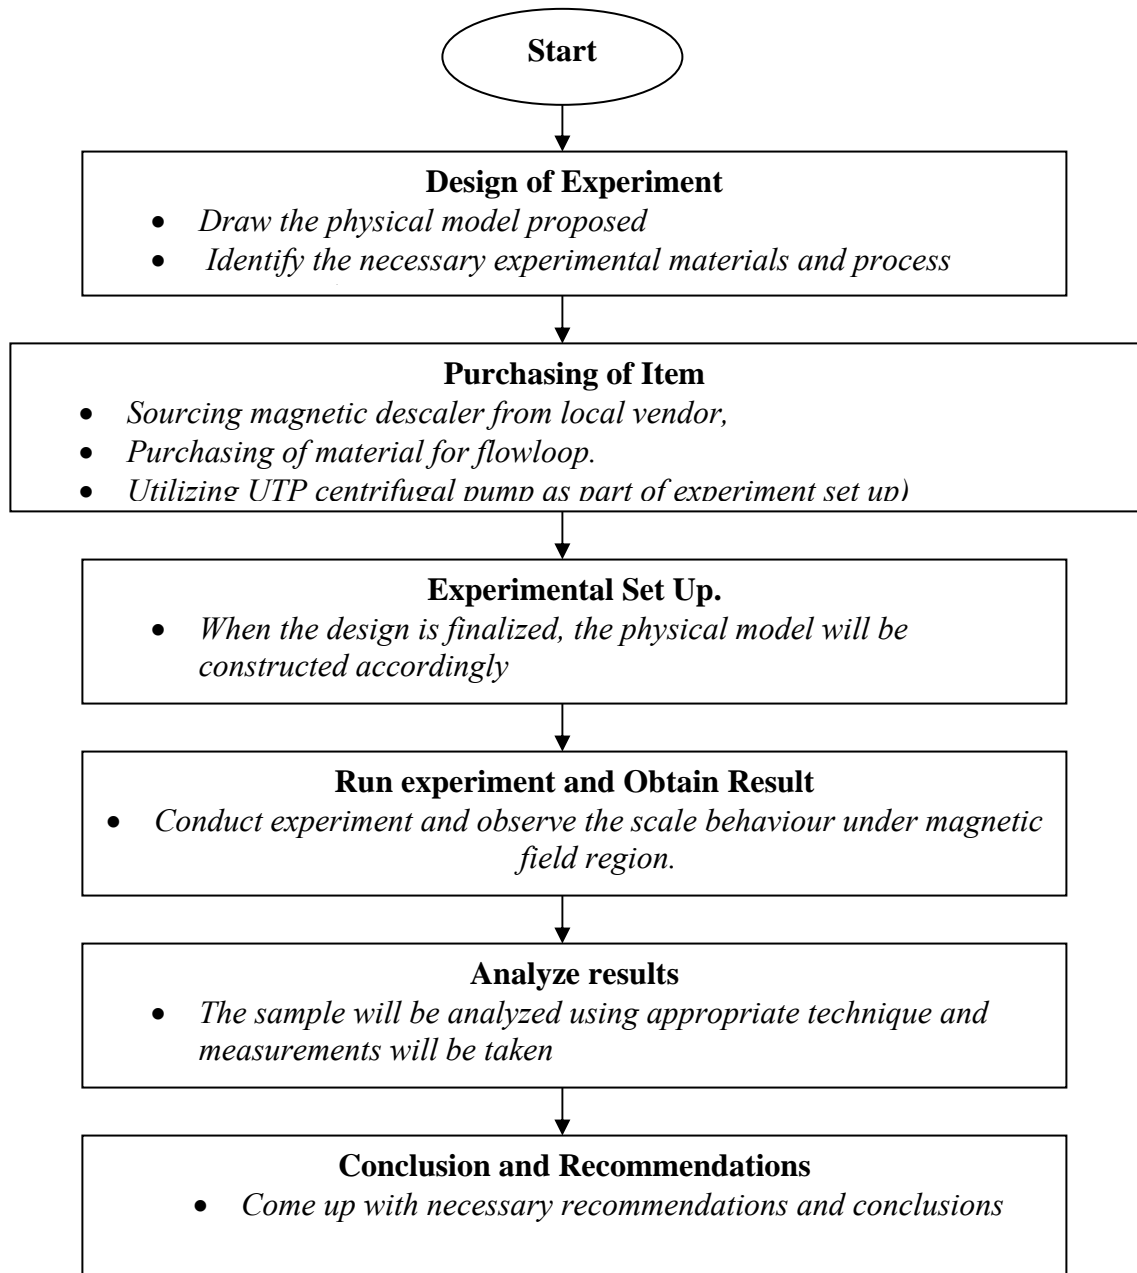 Start
Design of Experiment
• Draw the physical model proposed
• Identify the necessary experimental materials and process
Purchasing of Item
• Sourcing magnetic descaler from local vendor,
• Purchasing of material for flowloop.
• Utilizing UTP centrifugal pump as part of experiment set up)
Experimental Set Up.
• When the design is finalized, the physical model will be
constructed accordingly
Run experiment and Obtain Result
• Conduct experiment and observe the scale behaviour under magnetic
field region.
Analyze results
• The sample will be analyzed using appropriate technique and
measurements will be taken
Conclusion and Recommendations
• Come up with necessary recommendations and conclusions